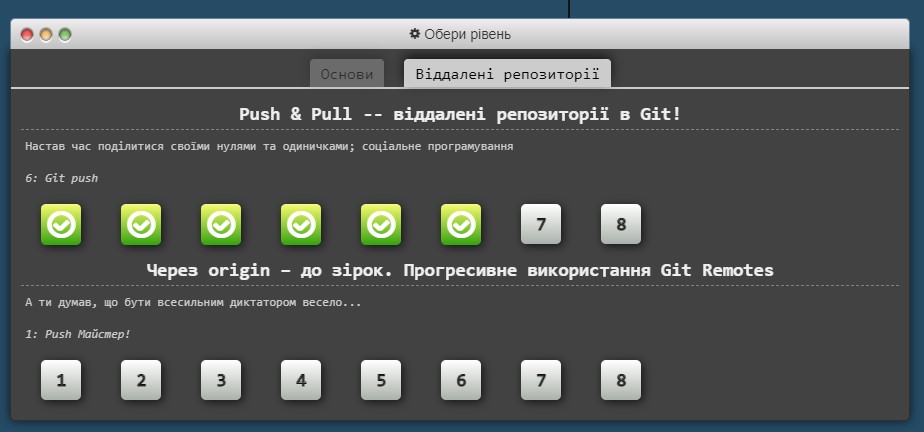 Обери рівень
Основи Віддалені репозиторії
Push & Pull -- віддалені репозиторії в Git!
Настав час поділитися своїми нулями та одиничками; соціальне програмування
6: Git push
7 8
Через origin – до зірок. Прогресивне використання Git Remotes
А ти думав, що бути всесильним диктатором весело...
1: Push Майстер!
1 2 3 4 5 6 7 8